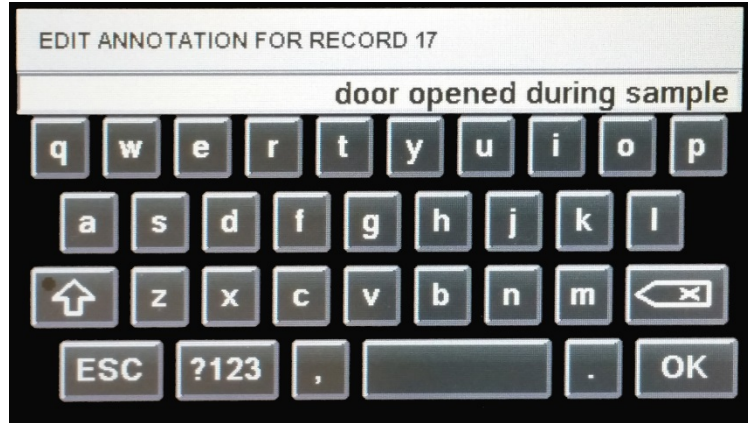 EDIT ANNOTATION FOR RECORD 17
door opened during sample
q w e r t y u i o p
a s d f g h j k l
z x c v b n m
ESC ?123 , . OK